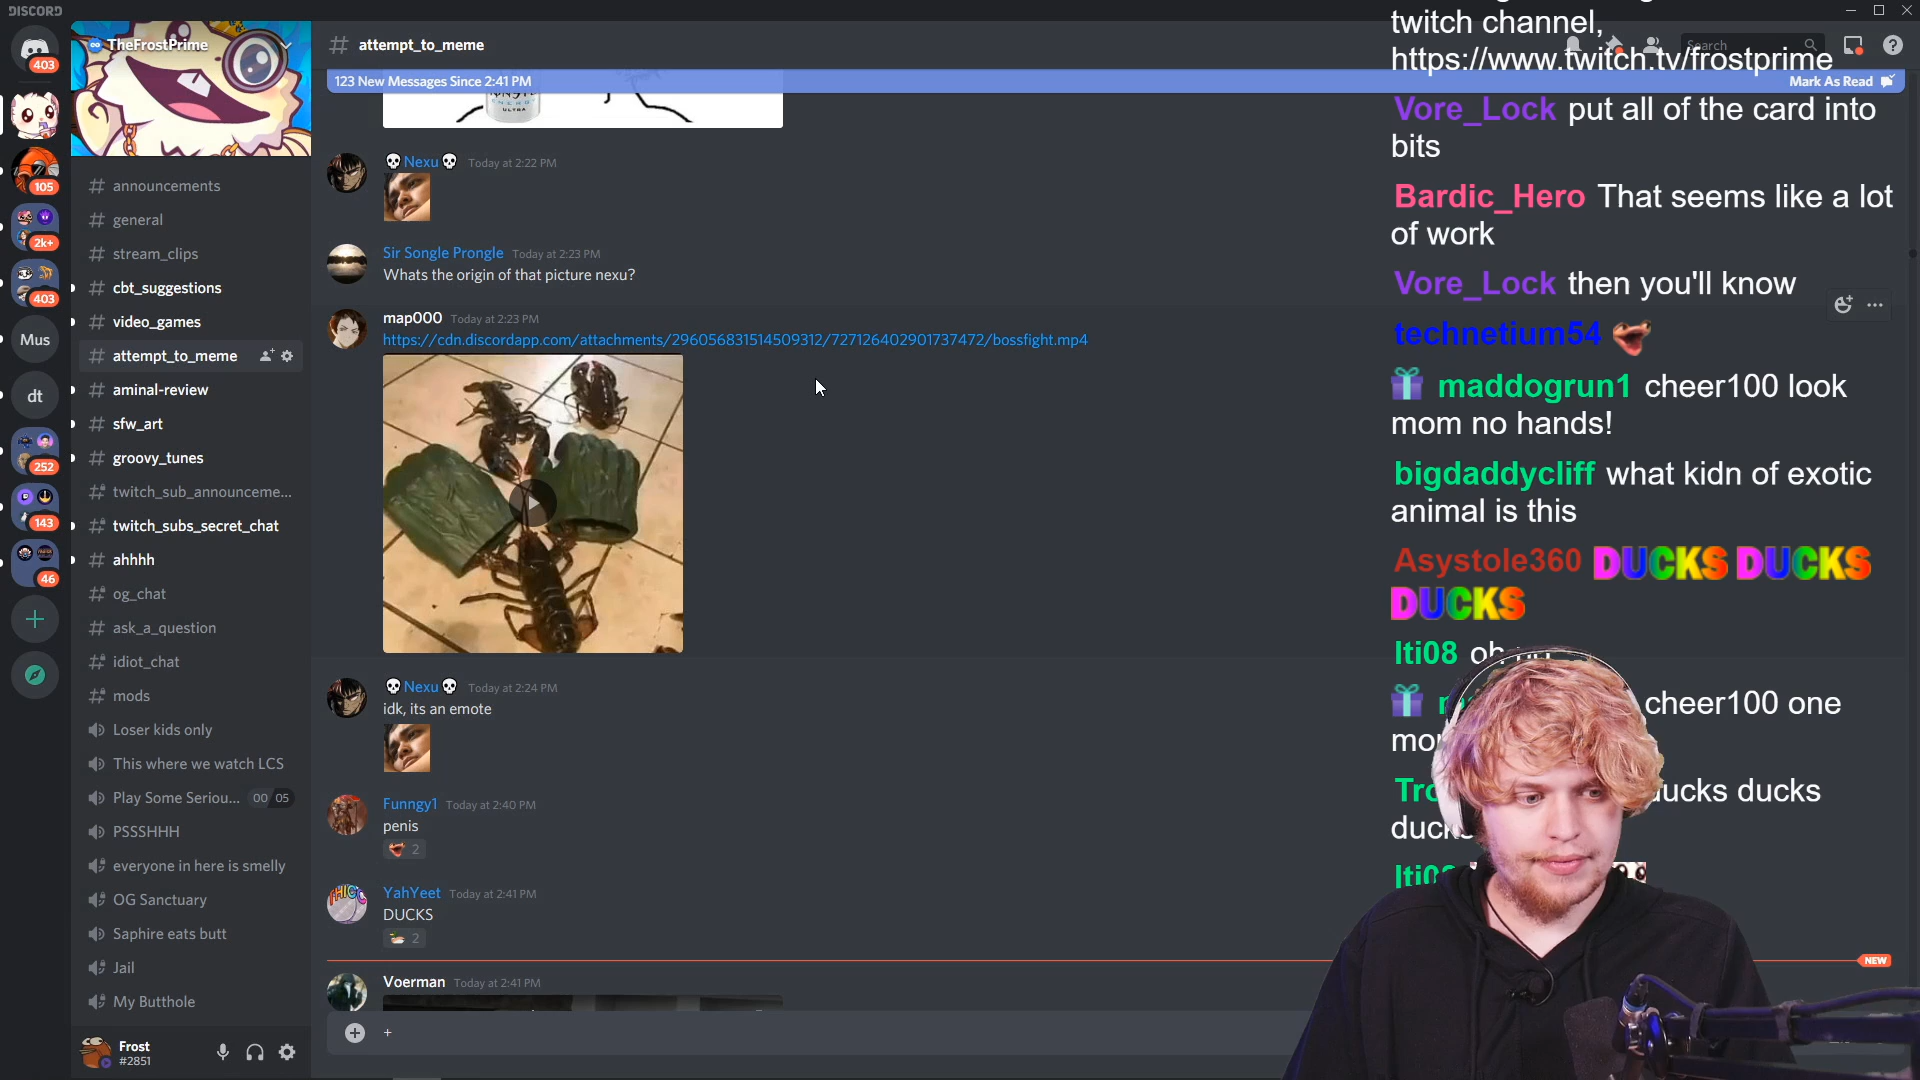 DISCORD
403
105
2k+
403
Mus
dt
252
143
46
TheFrostPrime
announcements
general
stream_clips
cbt_suggestions
video_games
attempt_to_meme
aminal-review
sfw_art
groovy_tunes
twitch_sub_announceme...
twitch_subs_secret_chat
ahhhh
og_chat
ask_a_question
idiot_chat
mods
Loser kids only
This where we watch LCS
Play Some Seriou... 00 05
PSSSHHH
everyone in here is smelly
OG Sanctuary
Saphire eats butt
Jail
My Butthole
Frost
#2851
# attempt_to_meme
Search
123 New Messages Since 2:41 PM
Mark As Read
ENERGY
ULTRA
Nexu Today at 2:22 PM
Sir Songle Prongle Today at 2:23 PM
Whats the origin of that picture nexu?
map000 Today at 2:23 PM
https://cdn.discordapp.com/attachments/296056831514509312/727126402901737472/bossfight.mp4
Nexu Today at 2:24 PM
idk, its an emote
Funngy1 Today at 2:40 PM
penis
2
YahYeet Today at 2:41 PM
DUCKS
2
NEW
Voerman Today at 2:41 PM
+
twitch channel,
https://www.twitch.tv/frostprime
Vore_Lock put all of the card into
bits
Bardic_Hero That seems like a lot
of work
Vore_Lock then you'll know
technetium54
maddogrun1 cheer100 look
mom no hands!
bigdaddycliff what kidn of exotic
animal is this
Asystole360 DUCKS DUCKS
DUCKS
lti08 oh
cheer100 one
ducks ducks